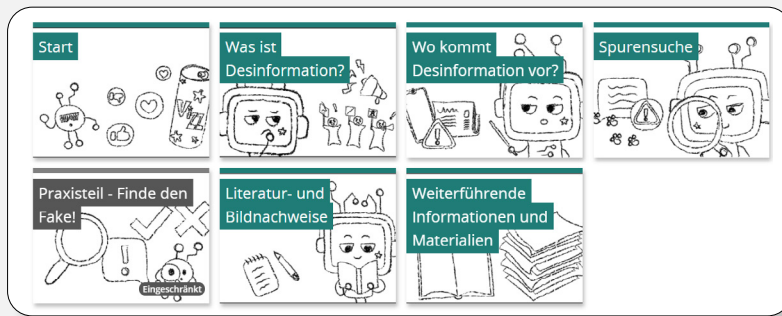 Start
Was ist
Desinformation?
Wo kommt
Desinformation vor?
Spurensuche
Praxisteil - Finde den
Fake!
Eingeschränkt
Literatur- und
Bildnachweise
Weiterführende
Informationen und
Materialien